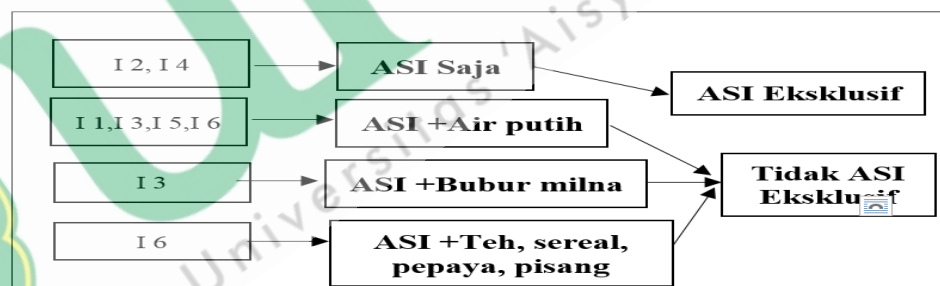 I 2, I 4
ASI Saja
ASI Eksklusif
I 1,I 3,I 5,I 6
ASI +Air putih
Tidak ASI
Eksklusif
I 3
ASI +Bubur milna
I 6
ASI +Teh, sereal,
pepaya, pisang
Universitas 'Aisy